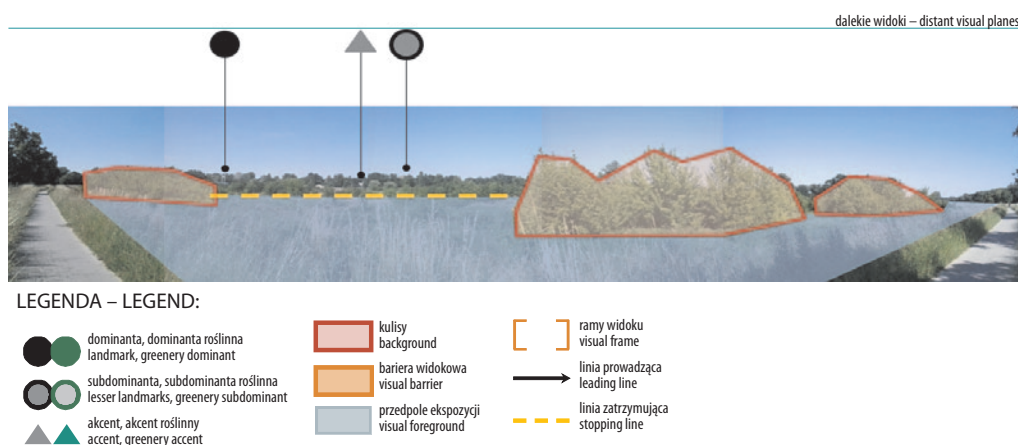 dalekie widoki – distant visual planes
LEGENDA – LEGEND:
dominanta, dominanta roślinna
landmark, greenery dominant
subdominanta, subdominanta roślinna
lesser landmarks, greenery subdominant
akcent, akcent roślinny
accent, greenery accent
kulisy
background
bariera widokowa
visual barrier
przedpole ekspozycji
visual foreground
ramy widoku
visual frame
linia prowadząca
leading line
linia zatrzymująca
stopping line